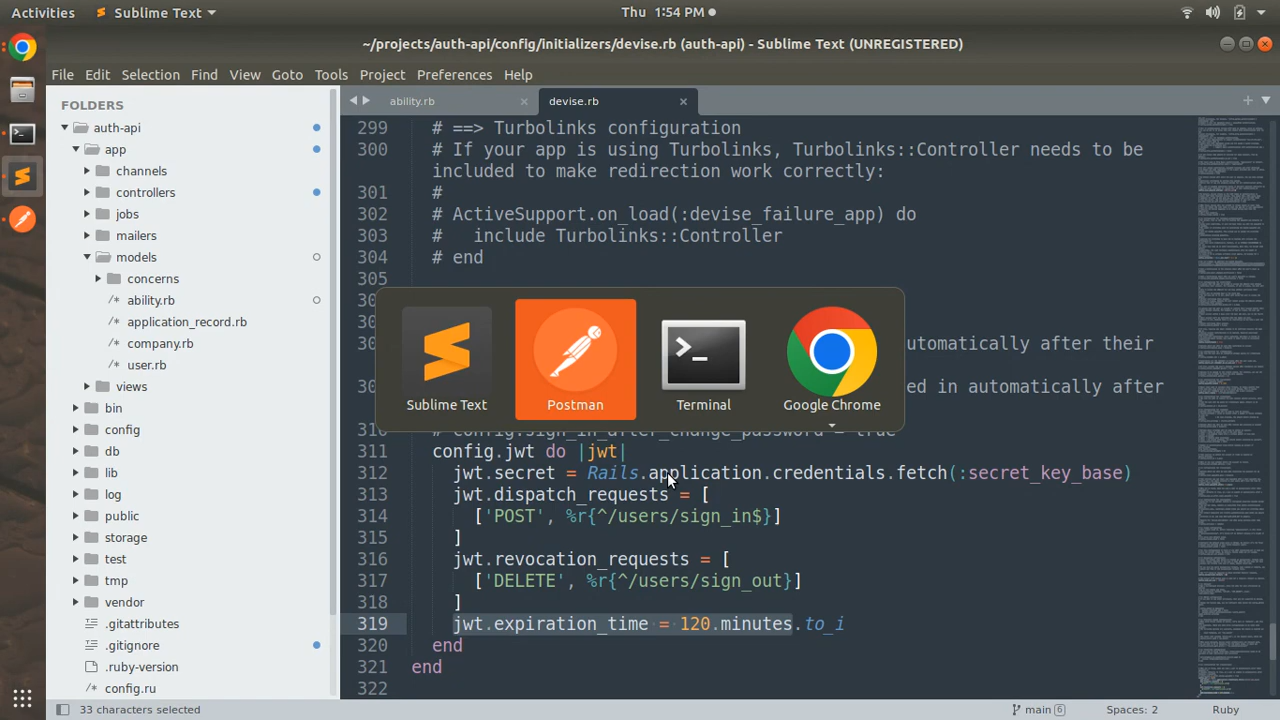 Activities Sublime Text Thu 1:54 PM
~/projects/auth-api/config/initializers/devise.rb (auth-api) - Sublime Text (UNREGISTERED)
File Edit Selection Find View Goto Tools Project Preferences Help
FOLDERS
auth-api
app
channels
controllers
jobs
mailers
models
concerns
/* ability.rb
/* application_record.rb
/* company.rb
/* user.rb
views
bin
config
db
lib
log
public
storage
test
tmp
vendor
.gitattributes
.gitignore
.ruby-version
config.ru
ability.rb
devise.rb
299 # ==> Turbolinks configuration
300 # If your app is using Turbolinks, Turbolinks::Controller needs to be
included to make redirection work correctly:
301 #
302 # ActiveSupport.on_load(:devise_failure_app) do
303 # include Turbolinks::Controller
304 # end
305
utomatically after their
ed in automatically after
Sublime Text
Postman
Terminal
Google Chrome
310
311 config.jwt do |jwt|
312 = Rails.application.credentials.fetch(:secret_key_base)
313 jwt.dispatch_requests = [
314 ['POST', %r{^/users/sign_in$}]
315 ]
316 jwt.revocation_requests = [
317 ['DELETE', %r{^/users/sign_out}]
318 ]
319 jwt.expiration_time = 120.minutes.to_i
320 end
321 end
322
33 characters selected main 6 Spaces: 2 Ruby